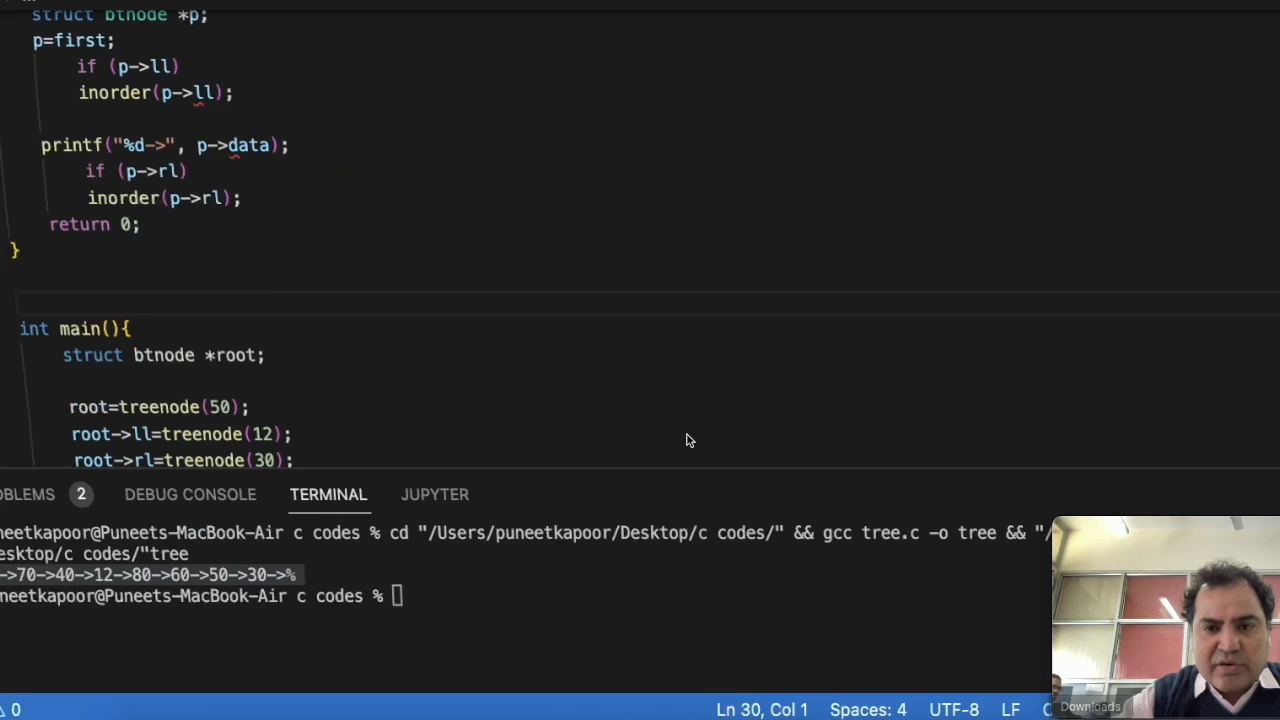 struct btnode *p;
p=first;
if (p->ll)
inorder(p->ll);
printf("%d->", p->data);
if (p->rl)
inorder(p->rl);
return 0;
}
int main(){
struct btnode *root;
root=treenode(50);
root->ll=treenode(12);
root->rl=treenode(30);
OBLEMS 2 DEBUG CONSOLE TERMINAL JUPYTER
neetkapoor@Puneets-MacBook-Air c codes % cd "/Users/puneetkapoor/Desktop/c codes/" && gcc tree.c -o tree && "/
esktop/c codes/"tree
->70->40->12->80->60->50->30->%
neetkapoor@Puneets-MacBook-Air c codes %
0 Ln 30, Col 1 Spaces: 4 UTF-8 LF
Downloads